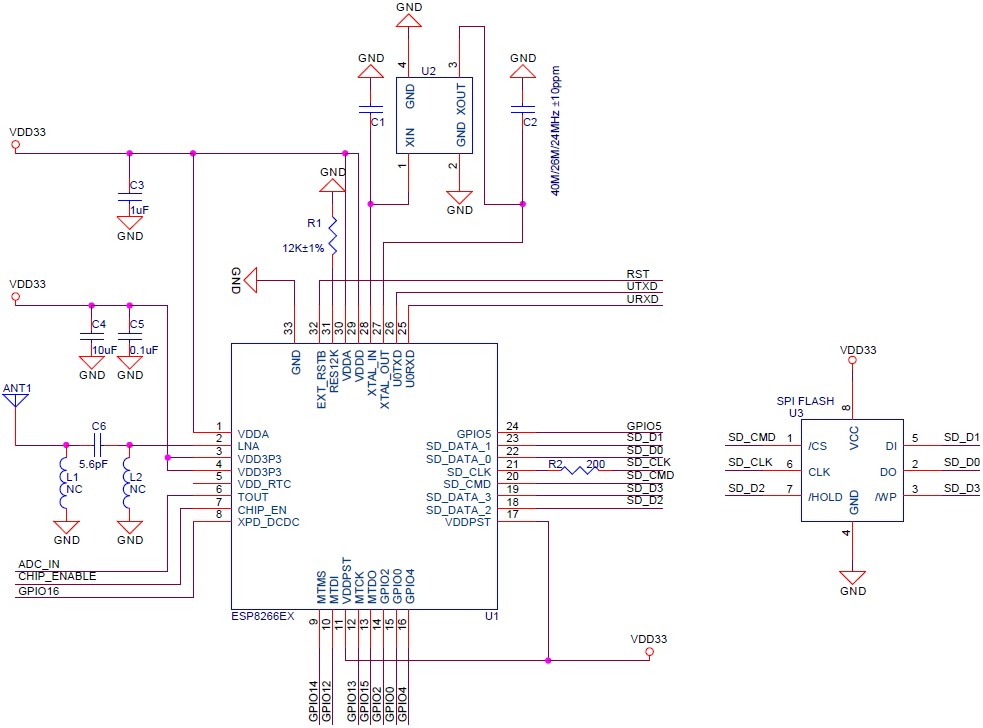 GND
GND
GND
4
3
U2
GND
XOUT
XIN
GND
1
2
C1
C2
40M/26M/24MHz ±10ppm
GND
VDD33
C3
1uF
GND
GND
R1
12K±1%
GND
RST
UTXD
URXD
VDD33
C4
10uF
GND
C5
0.1uF
GND
33
32
31
30
29
28
27
26
25
GND
EXT_RSTB
RES12K
VDDA
VDDD
XTAL_IN
XTAL_OUT
U0TXD
U0RXD
ANT1
C6
5.6pF
L1
NC
L2
NC
GND
GND
1 VDDA
2 LNA
3 VDD3P3
4 VDD3P3
5 VDD_RTC
6 TOUT
7 CHIP_EN
8 XPD_DCDC
ADC_IN
CHIP_ENABLE
GPIO16
GPIO5 24 GPIO5
SD_DATA_1 23 SD_D1
SD_DATA_0 22 SD_D0
SD_CLK 21 R2 200 SD_CLK
SD_CMD 20 SD_CMD
SD_DATA_3 19 SD_D3
SD_DATA_2 18 SD_D2
VDDPST 17
MTMS
MTDI
VDDPST
MTCK
MTDO
GPIO2
GPIO0
GPIO4
ESP8266EX
U1
9
10
11
12
13
14
15
16
GPIO14
GPIO12
GPIO13
GPIO15
GPIO2
GPIO0
GPIO4
VDD33
VDD33
SPI FLASH
U3
8
VCC
SD_CMD 1 /CS
SD_CLK 6 CLK
SD_D2 7 /HOLD
DI 5 SD_D1
DO 2 SD_D0
/WP 3 SD_D3
GND
4
GND